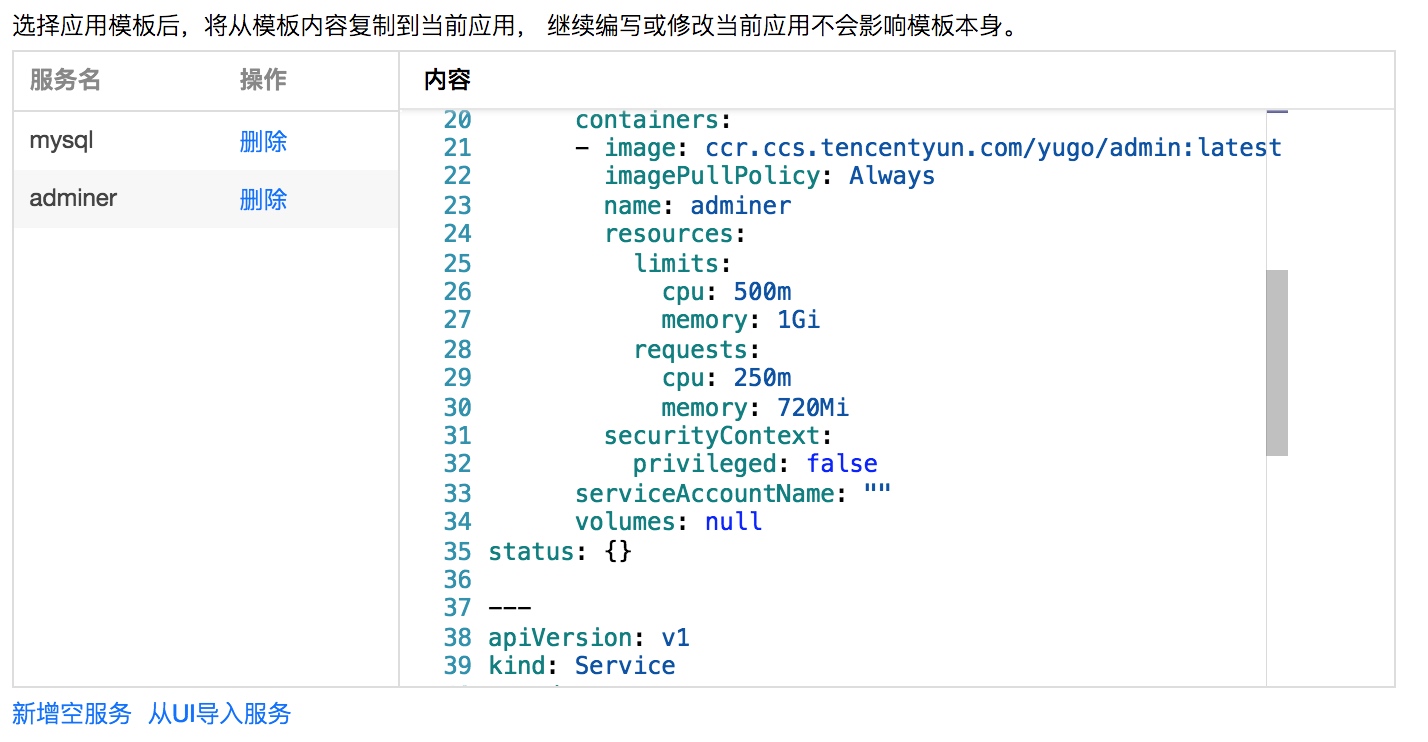 选择应用模板后，将从模板内容复制到当前应用， 继续编写或修改当前应用不会影响模板本身。
服务名 操作 内容
mysql 删除
adminer 删除
20 containers:
21 - image: ccr.ccs.tencentyun.com/yugo/admin:latest
22 imagePullPolicy: Always
23 name: adminer
24 resources:
25 limits:
26 cpu: 500m
27 memory: 1Gi
28 requests:
29 cpu: 250m
30 memory: 720Mi
31 securityContext:
32 privileged: false
33 serviceAccountName: ""
34 volumes: null
35 status: {}
36
37 ---
38 apiVersion: v1
39 kind: Service
新增空服务 从UI导入服务